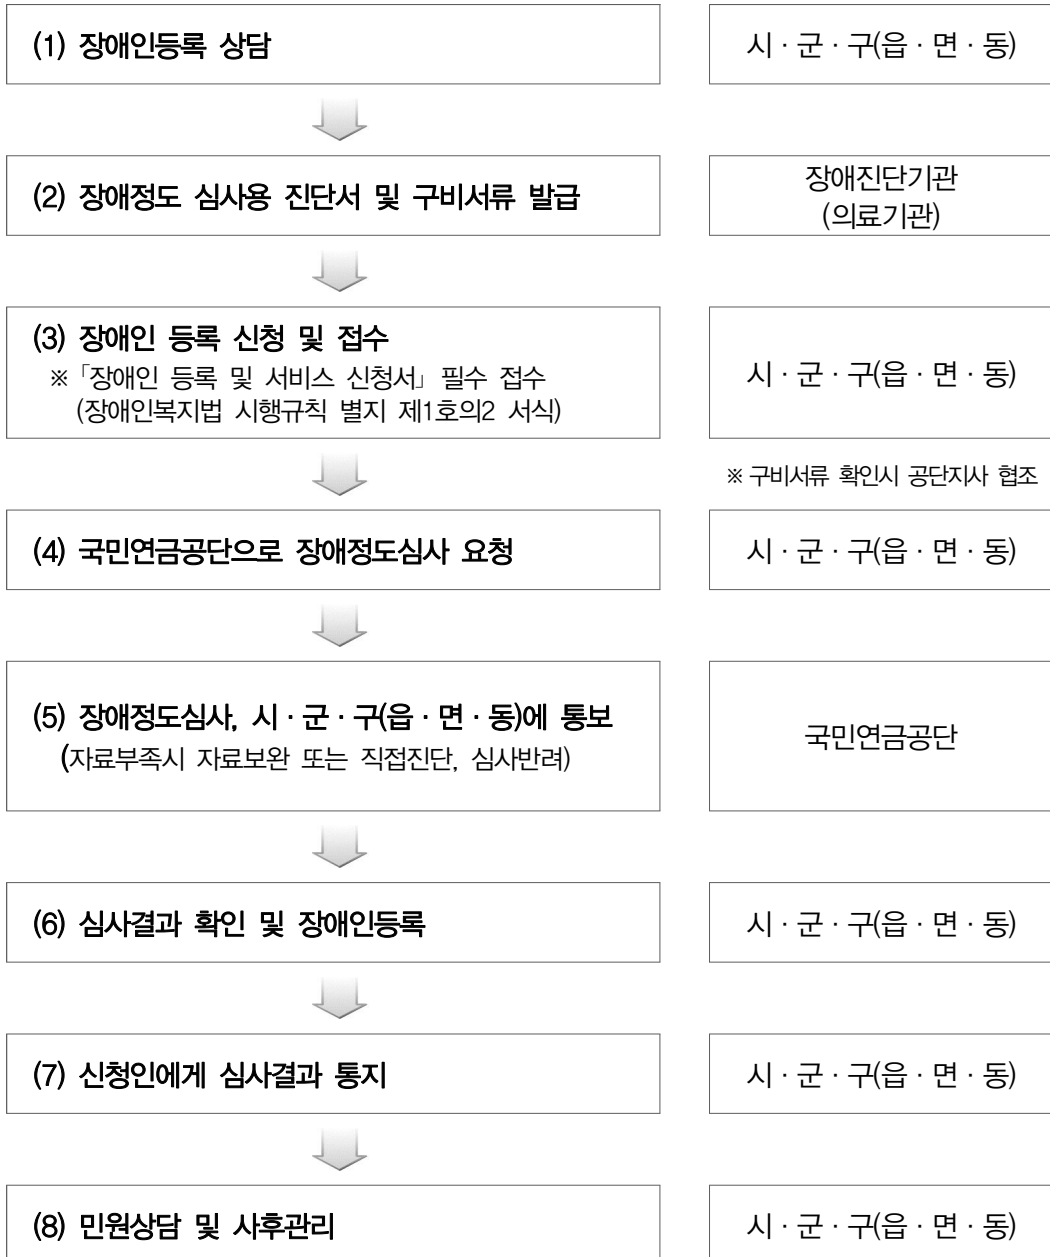 (1) 장애인등록 상담
시 · 군 · 구(읍 · 면 · 동)
(2) 장애정도 심사용 진단서 및 구비서류 발급
장애진단기관
(의료기관)
(3) 장애인 등록 신청 및 접수
※「장애인 등록 및 서비스 신청서」 필수 접수
(장애인복지법 시행규칙 별지 제1호의2 서식)
시 · 군 · 구(읍 · 면 · 동)
※ 구비서류 확인시 공단지사 협조
(4) 국민연금공단으로 장애정도심사 요청
시 · 군 · 구(읍 · 면 · 동)
(5) 장애정도심사, 시 · 군 · 구(읍 · 면 · 동)에 통보
(자료부족시 자료보완 또는 직접진단, 심사반려)
국민연금공단
(6) 심사결과 확인 및 장애인등록
시 · 군 · 구(읍 · 면 · 동)
(7) 신청인에게 심사결과 통지
시 · 군 · 구(읍 · 면 · 동)
(8) 민원상담 및 사후관리
시 · 군 · 구(읍 · 면 · 동)